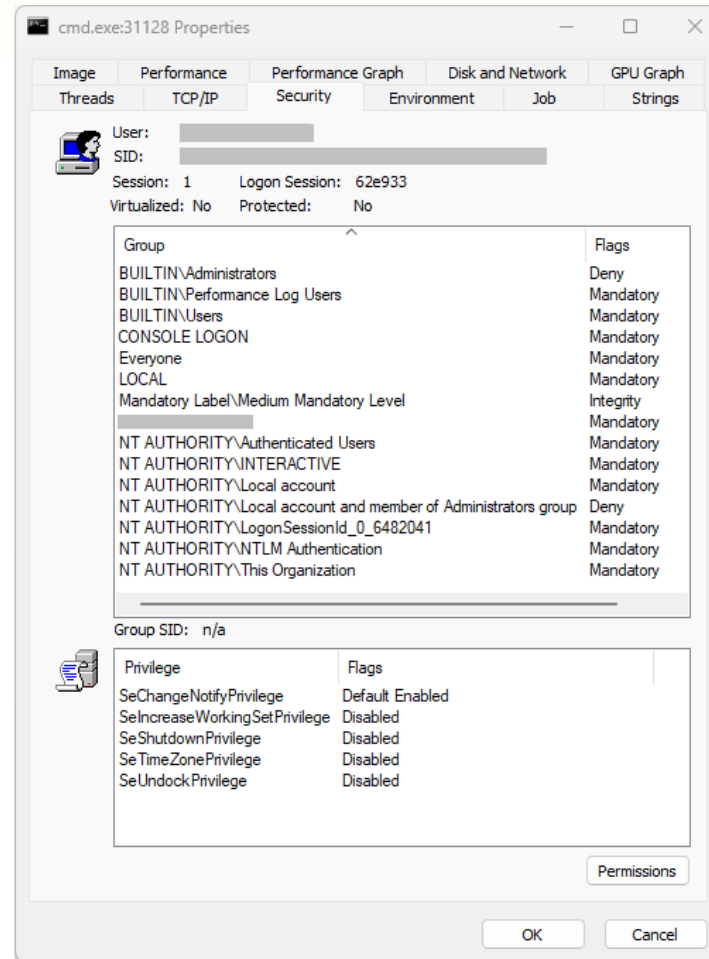 cmd.exe:31128 Properties
Image Performance Performance Graph Disk and Network GPU Graph
Threads TCP/IP Security Environment Job Strings
User:
SID:
Session: 1 Logon Session: 62e933
Virtualized: No Protected: No
Group Flags
BUILTIN\Administrators Deny
BUILTIN\Performance Log Users Mandatory
BUILTIN\Users Mandatory
CONSOLE LOGON Mandatory
Everyone Mandatory
LOCAL Mandatory
Mandatory Label\Medium Mandatory Level Integrity
Mandatory
NT AUTHORITY\Authenticated Users Mandatory
NT AUTHORITY\INTERACTIVE Mandatory
NT AUTHORITY\Local account Mandatory
NT AUTHORITY\Local account and member of Administrators group Deny
NT AUTHORITY\LogonSessionId_0_6482041 Mandatory
NT AUTHORITY\NTLM Authentication Mandatory
NT AUTHORITY\This Organization Mandatory
Group SID: n/a
Privilege Flags
SeChangeNotifyPrivilege Default Enabled
SeIncreaseWorkingSetPrivilege Disabled
SeShutdownPrivilege Disabled
SeTimeZonePrivilege Disabled
SeUndockPrivilege Disabled
Permissions
OK Cancel